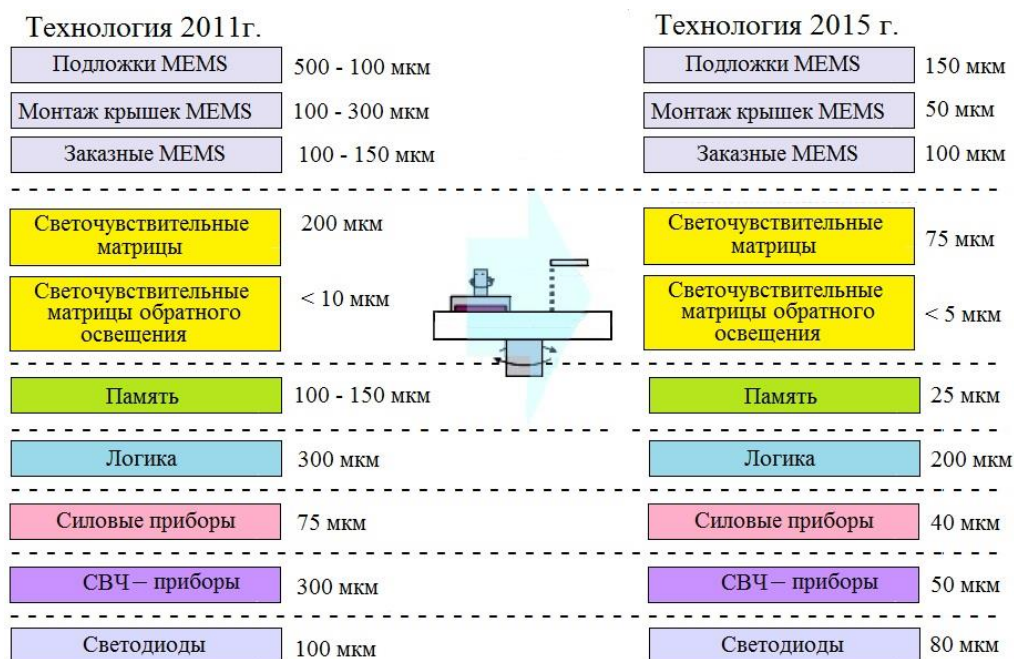 Технология 2011г.
Технология 2015 г.
Подложки MEMS
500 - 100 мкм
Подложки MEMS
150 мкм
Монтаж крышек MEMS
100 - 300 мкм
Монтаж крышек MEMS
50 мкм
Заказные MEMS
100 - 150 мкм
Заказные MEMS
100 мкм
Светочувствительные
матрицы
200 мкм
Светочувствительные
матрицы
75 мкм
Светочувствительные
матрицы обратного
освещения
< 10 мкм
Светочувствительные
матрицы обратного
освещения
< 5 мкм
Память
100 - 150 мкм
Память
25 мкм
Логика
300 мкм
Логика
200 мкм
Силовые приборы
75 мкм
Силовые приборы
40 мкм
СВЧ – приборы
300 мкм
СВЧ – приборы
50 мкм
Светодиоды
100 мкм
Светодиоды
80 мкм